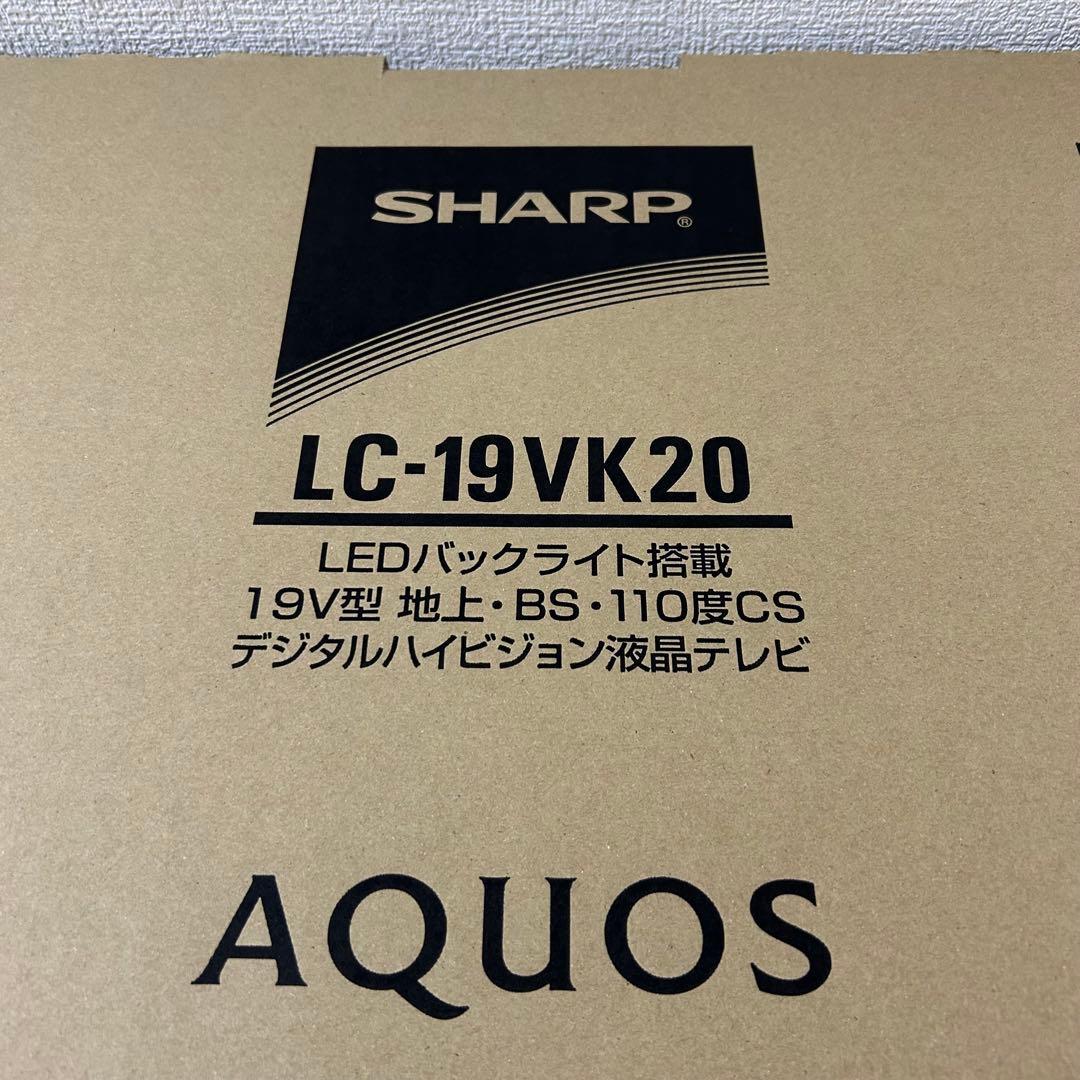 SHARP®
LC-19VK20
LEDバックライト搭載
19V型 地上・BS・110度CS
デジタルハイビジョン液晶テレビ
AQUOS